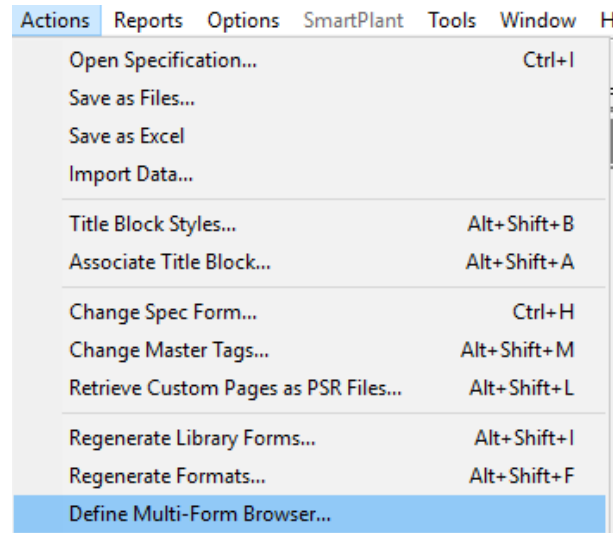 Actions Reports Options SmartPlant Tools Window H
Open Specification... Ctrl+I
Save as Files...
Save as Excel
Import Data...
Title Block Styles... Alt+Shift+B
Associate Title Block... Alt+Shift+A
Change Spec Form... Ctrl+H
Change Master Tags... Alt+Shift+M
Retrieve Custom Pages as PSR Files... Alt+Shift+L
Regenerate Library Forms... Alt+Shift+I
Regenerate Formats... Alt+Shift+F
Define Multi-Form Browser...